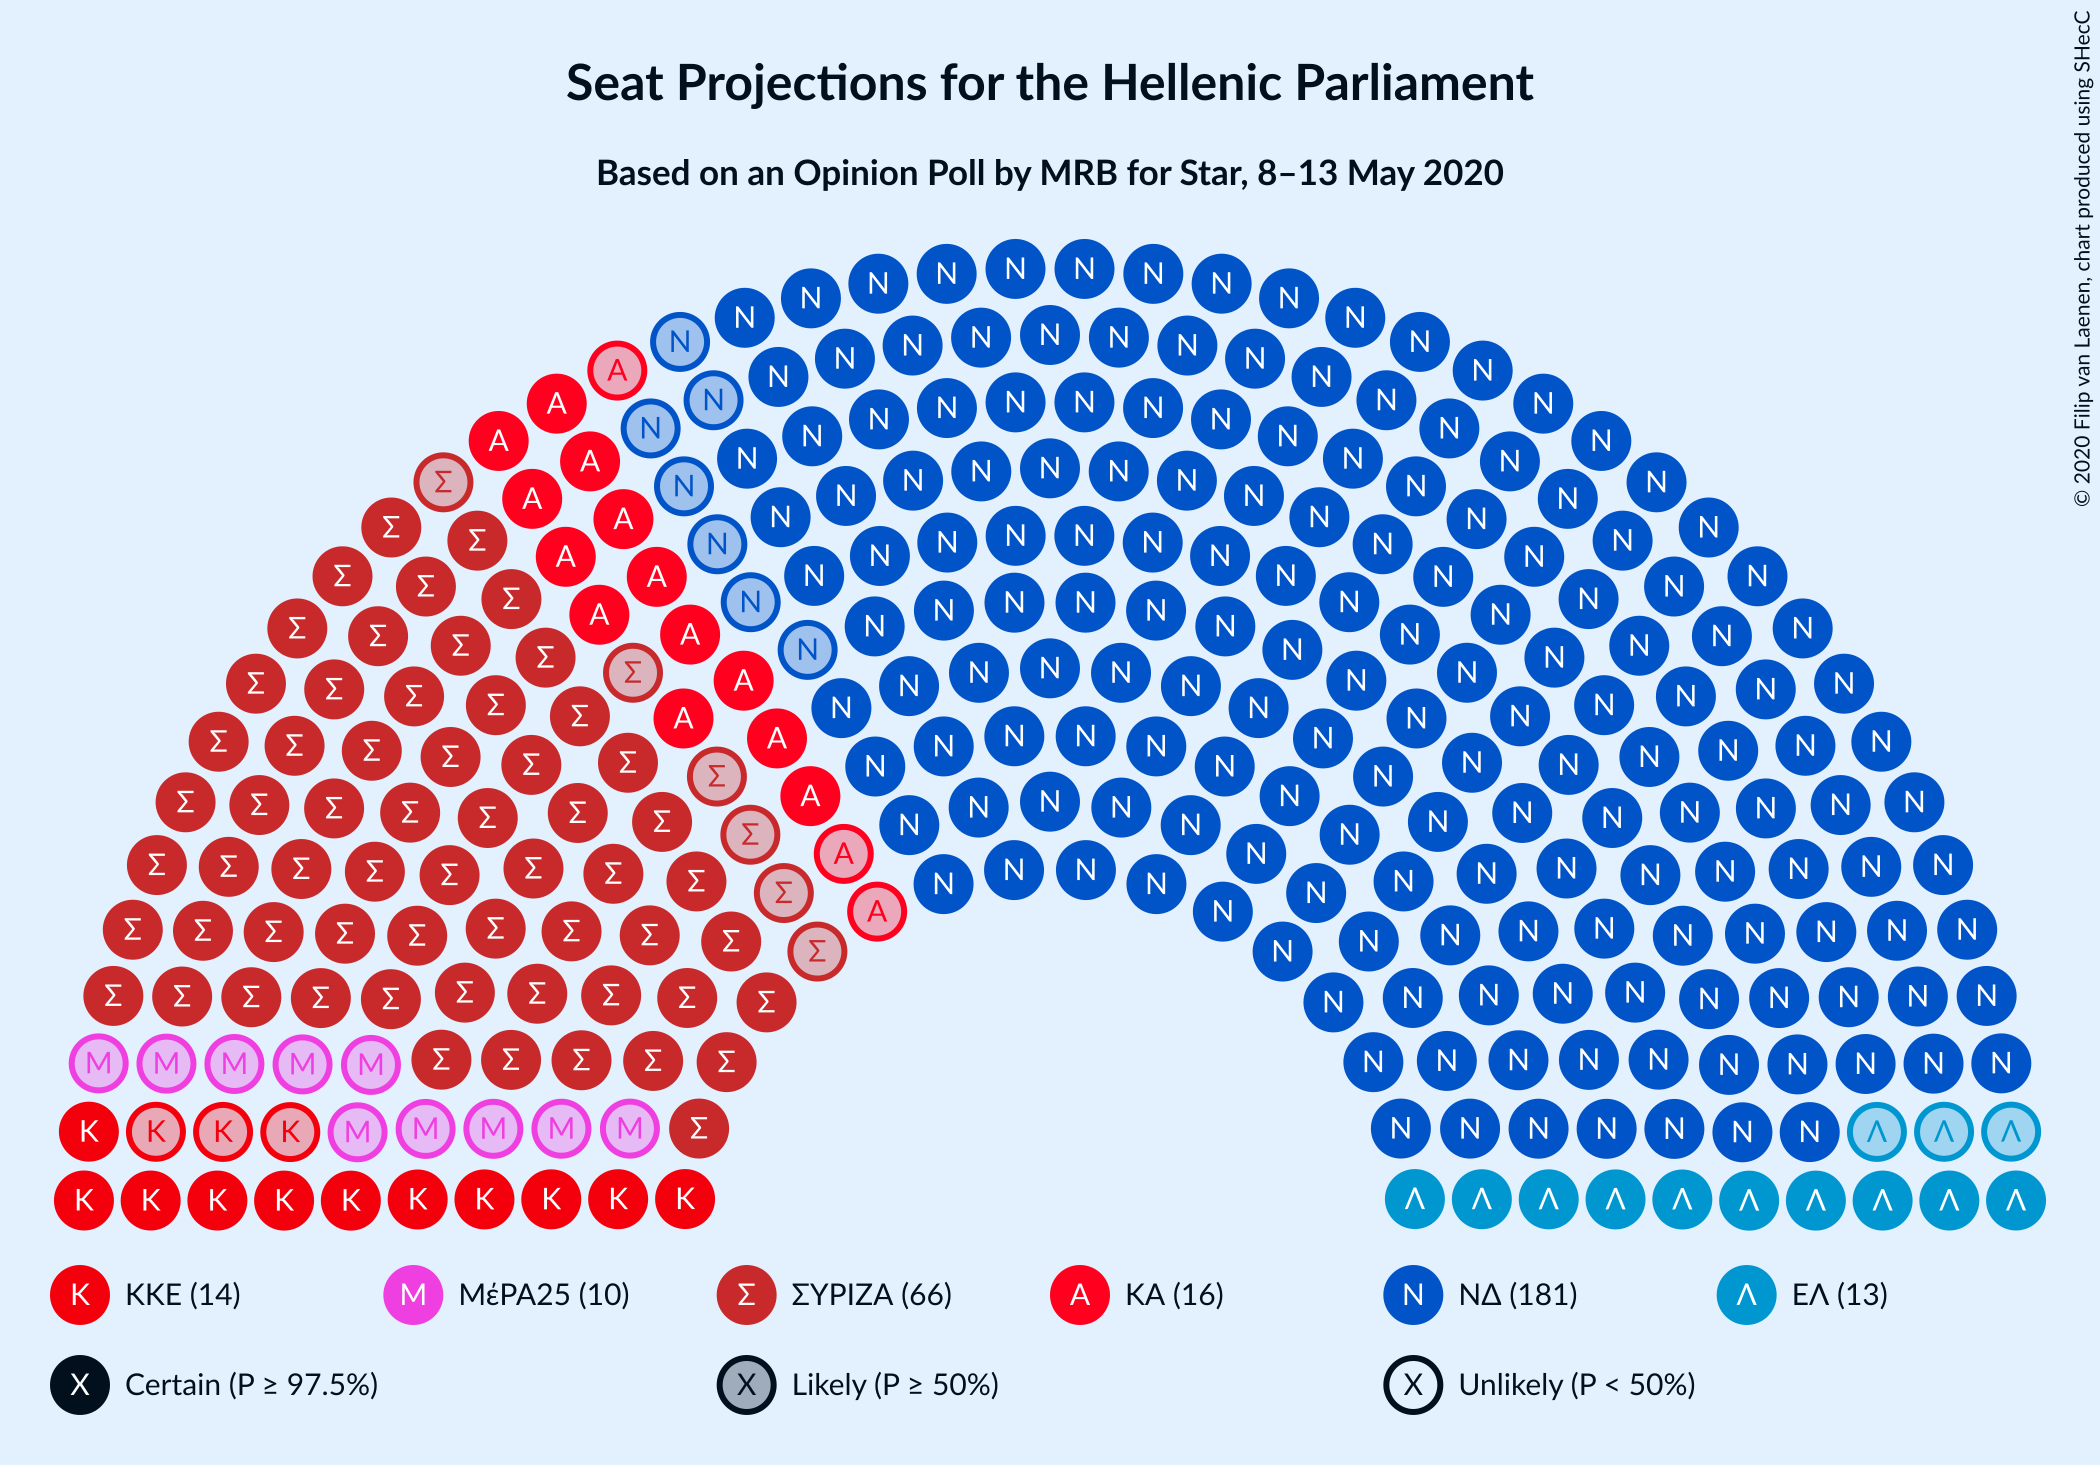 Seat Projections for the Hellenic Parliament
Based on an Opinion Poll by MRB for Star, 8–13 May 2020
© 2020 Filip van Laenen, chart produced using SHecC
K ΚΚΕ (14) M ΜέΡΑ25 (10) Σ ΣΥΡΙΖΑ (66) A ΚΑ (16) N ΝΔ (181) Λ ΕΛ (13)
X Certain (P ≥ 97.5%) X Likely (P ≥ 50%) X Unlikely (P < 50%)